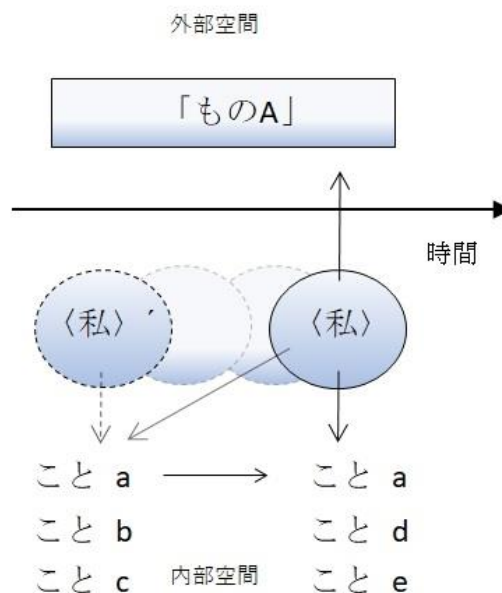 外部空間
「ものA」
時間
〈私〉´
〈私〉
こと a
こと a
こと b
こと d
こと c
内部空間
こと e